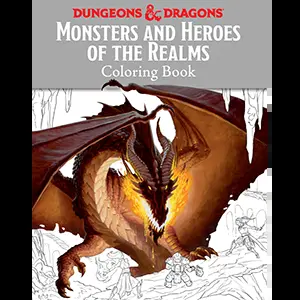 DUNGEONS & DRAGONS
MONSTERS AND HEROES
OF THE REALMS
Coloring Book